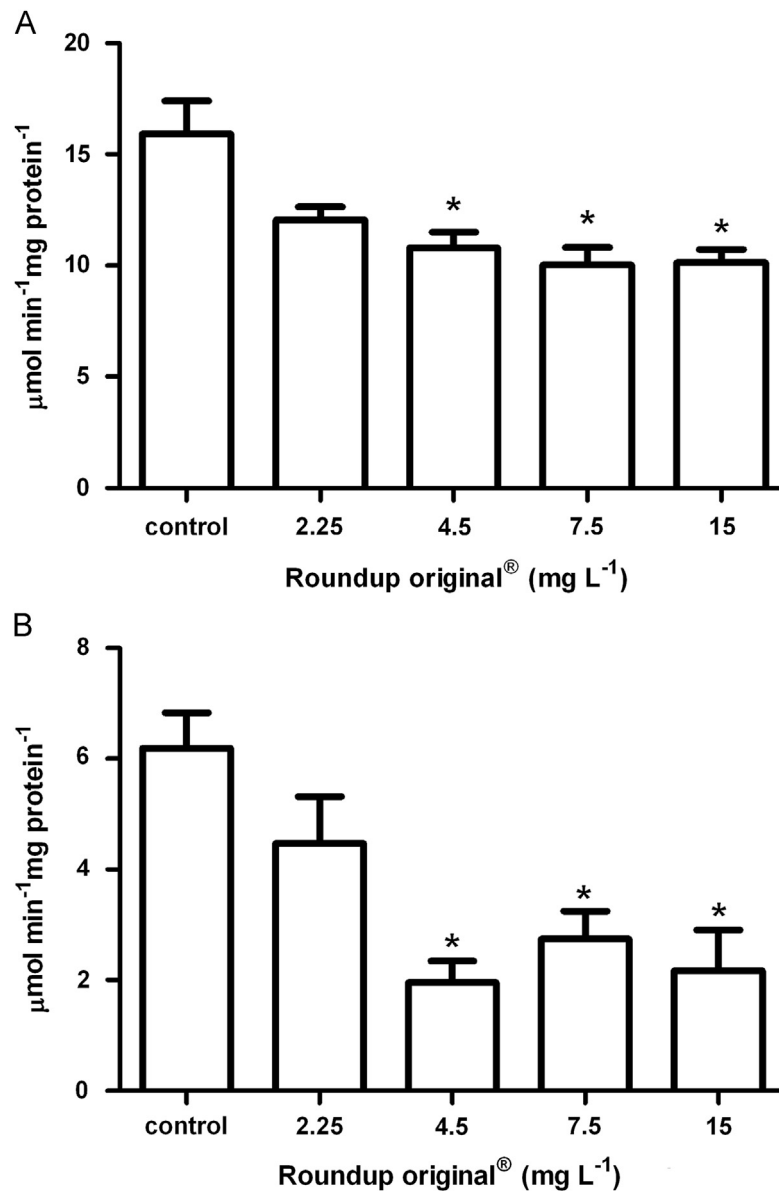 A
μmol min⁻¹mg protein⁻¹
20
15
10
5
0
*
*
*
control 2.25 4.5 7.5 15
Roundup original® (mg L⁻¹)
B
μmol min⁻¹mg protein⁻¹
8
6
4
2
0
*
*
*
control 2.25 4.5 7.5 15
Roundup original® (mg L⁻¹)